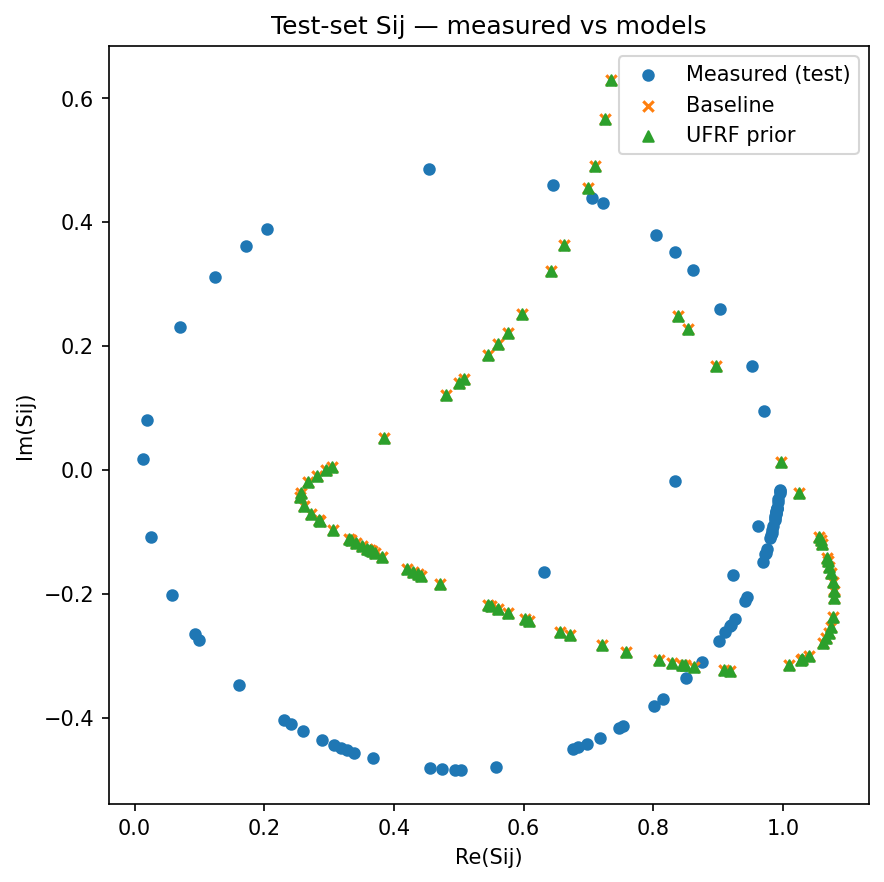 Test-set Sij — measured vs models
Measured (test)
Baseline
UFRF prior
Im(Sij)
0.6
0.4
0.2
0.0
−0.2
−0.4
0.0 0.2 0.4 0.6 0.8 1.0
Re(Sij)